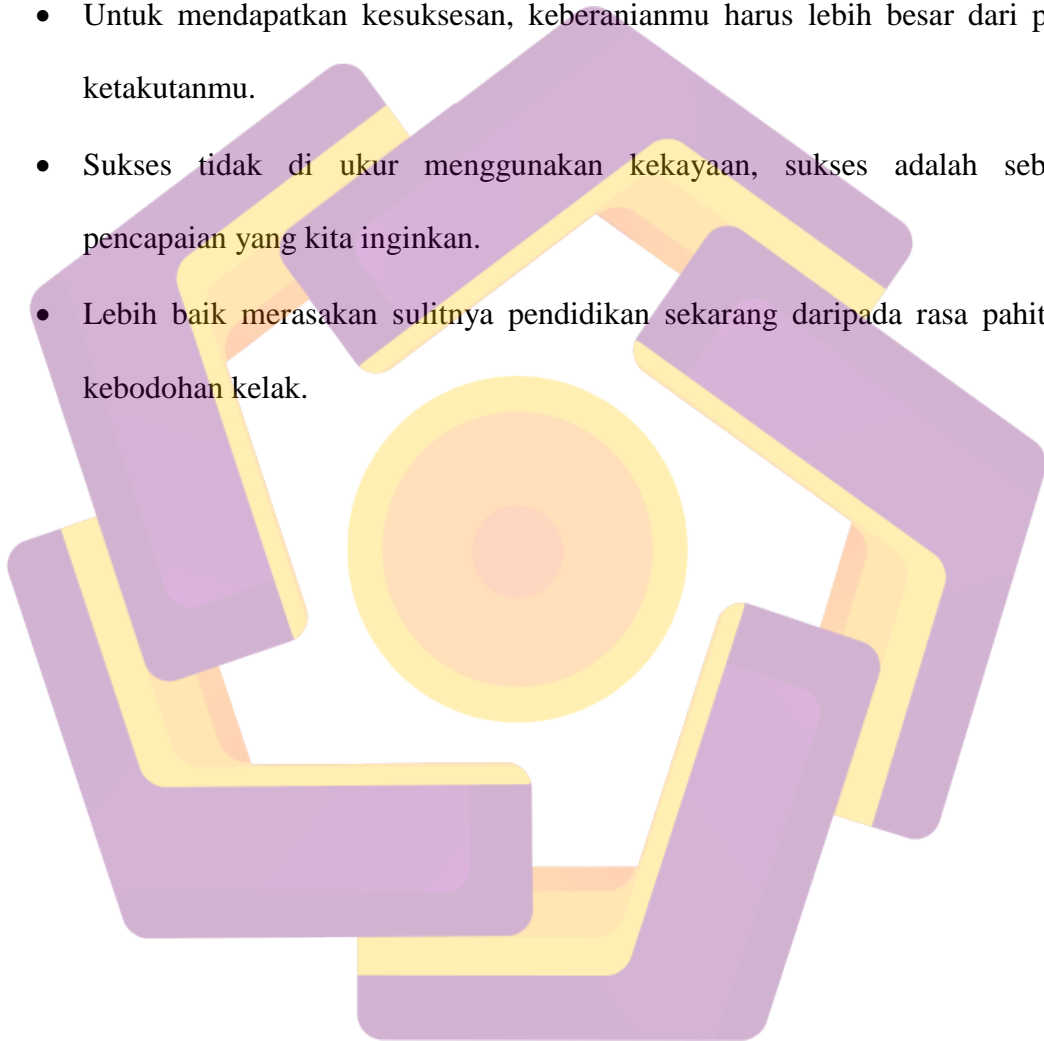 • Untuk mendapatkan kesuksesan, keberanianmu harus lebih besar dari
ketakutanmu.
• Sukses tidak di ukur menggunakan kekayaan, sukses adalah
pencapaian yang kita inginkan.
• Lebih baik merasakan sulitnya pendidikan sekarang daripada rasa
kebodohan kelak.